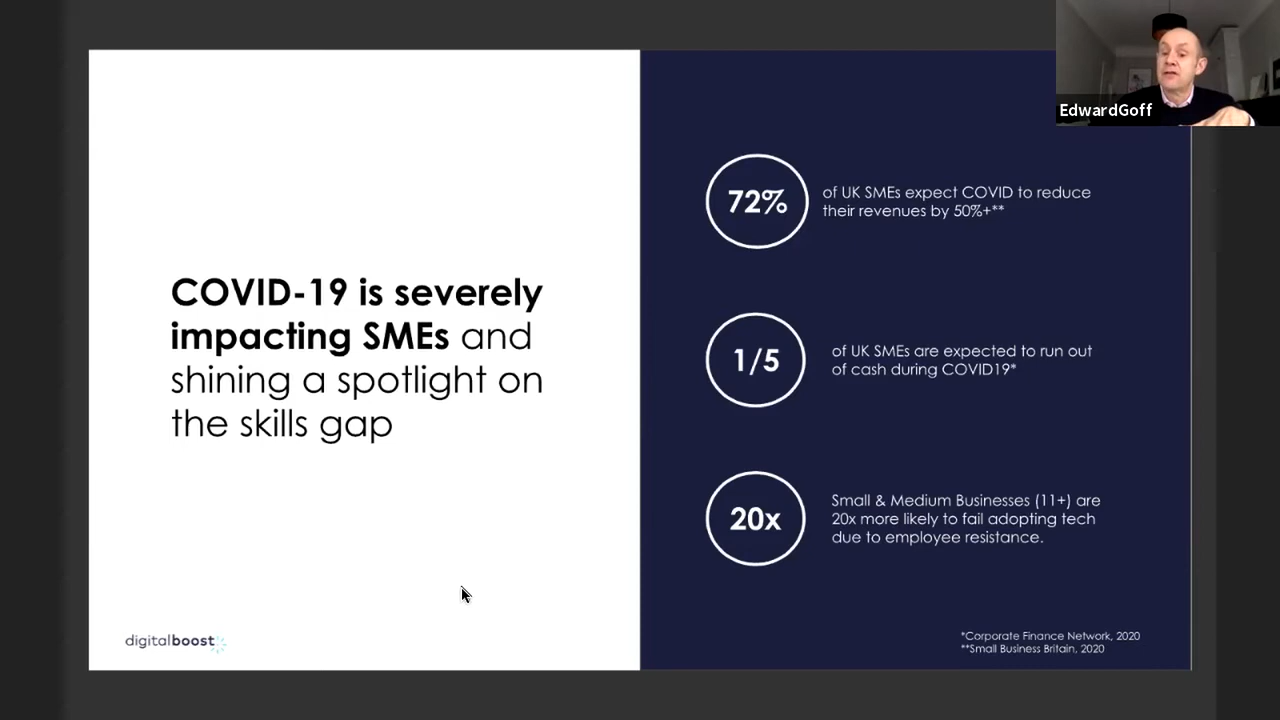 EdwardGoff
COVID-19 is severely
impacting SMEs and
shining a spotlight on
the skills gap
72%
of UK SMEs expect COVID to reduce
their revenues by 50%+**
1/5
of UK SMEs are expected to run out
of cash during COVID19*
20x
Small & Medium Businesses (11+) are
20x more likely to fail adopting tech
due to employee resistance.
digitalboost
*Corporate Finance Network, 2020
**Small Business Britain, 2020